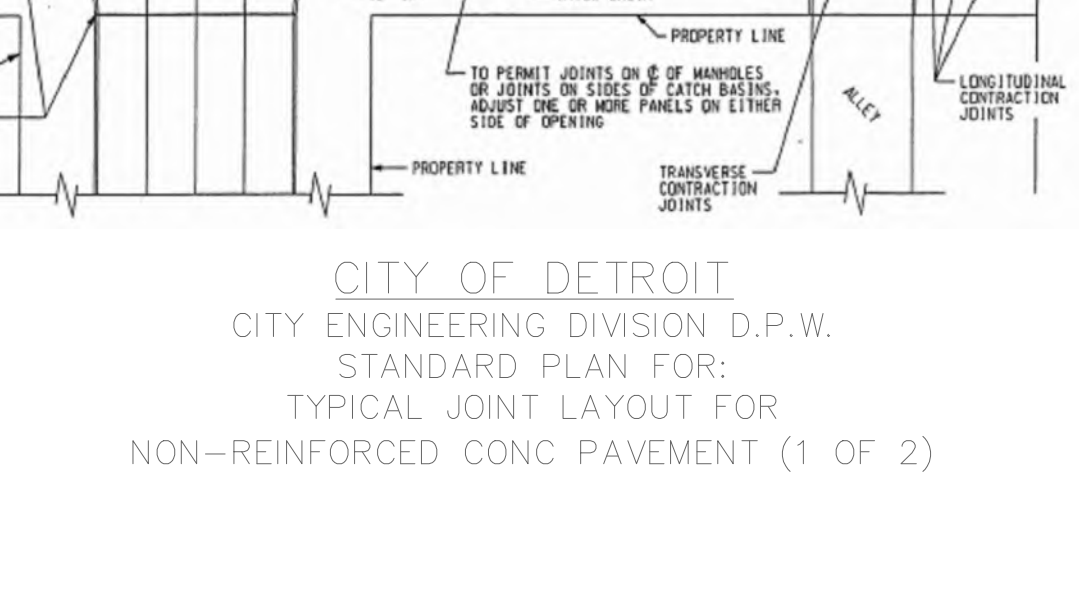 PROPERTY LINE
TO PERMIT JOINTS ON ℄ OF MANHOLES
OR JOINTS ON SIDES OF CATCH BASINS,
ADJUST ONE OR MORE PANELS ON EITHER
SIDE OF OPENING
ALLEY
LONGITUDINAL
CONTRACTION
JOINTS
PROPERTY LINE
TRANSVERSE
CONTRACTION
JOINTS
CITY OF DETROIT
CITY ENGINEERING DIVISION D.P.W.
STANDARD PLAN FOR:
TYPICAL JOINT LAYOUT FOR
NON-REINFORCED CONC PAVEMENT (1 OF 2)